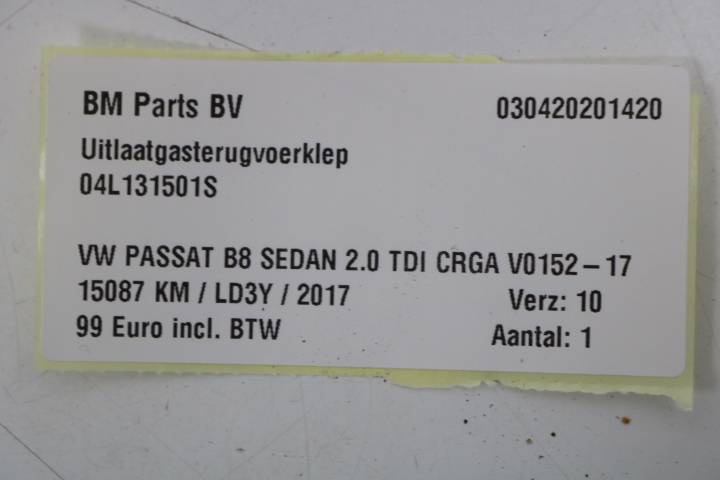 BM Parts BV 030420201420
Uitlaatgasterugvoerklep
04L131501S
VW PASSAT B8 SEDAN 2.0 TDI CRGA V0152-17
15087 KM / LD3Y / 2017 Verz: 10
99 Euro incl. BTW Aantal: 1